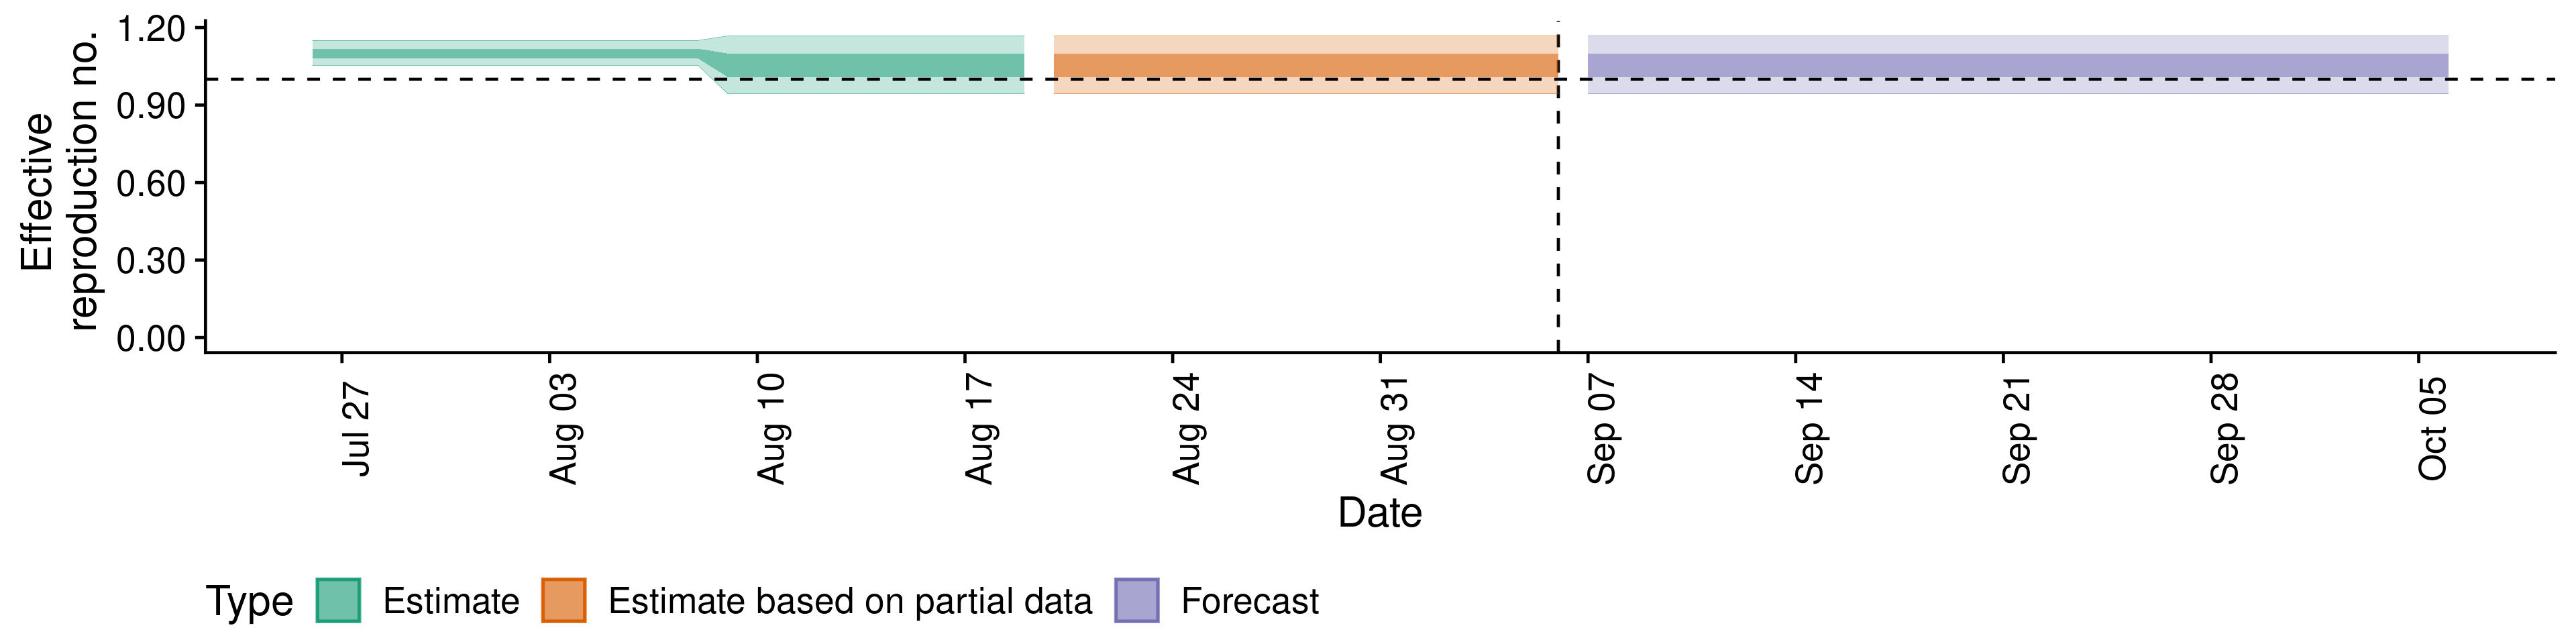 Effective
reproduction no.
1.20
0.90
0.60
0.30
0.00
Jul 27
Aug 03
Aug 10
Aug 17
Aug 24
Aug 31
Sep 07
Sep 14
Sep 21
Sep 28
Oct 05
Date
Type Estimate Estimate based on partial data Forecast